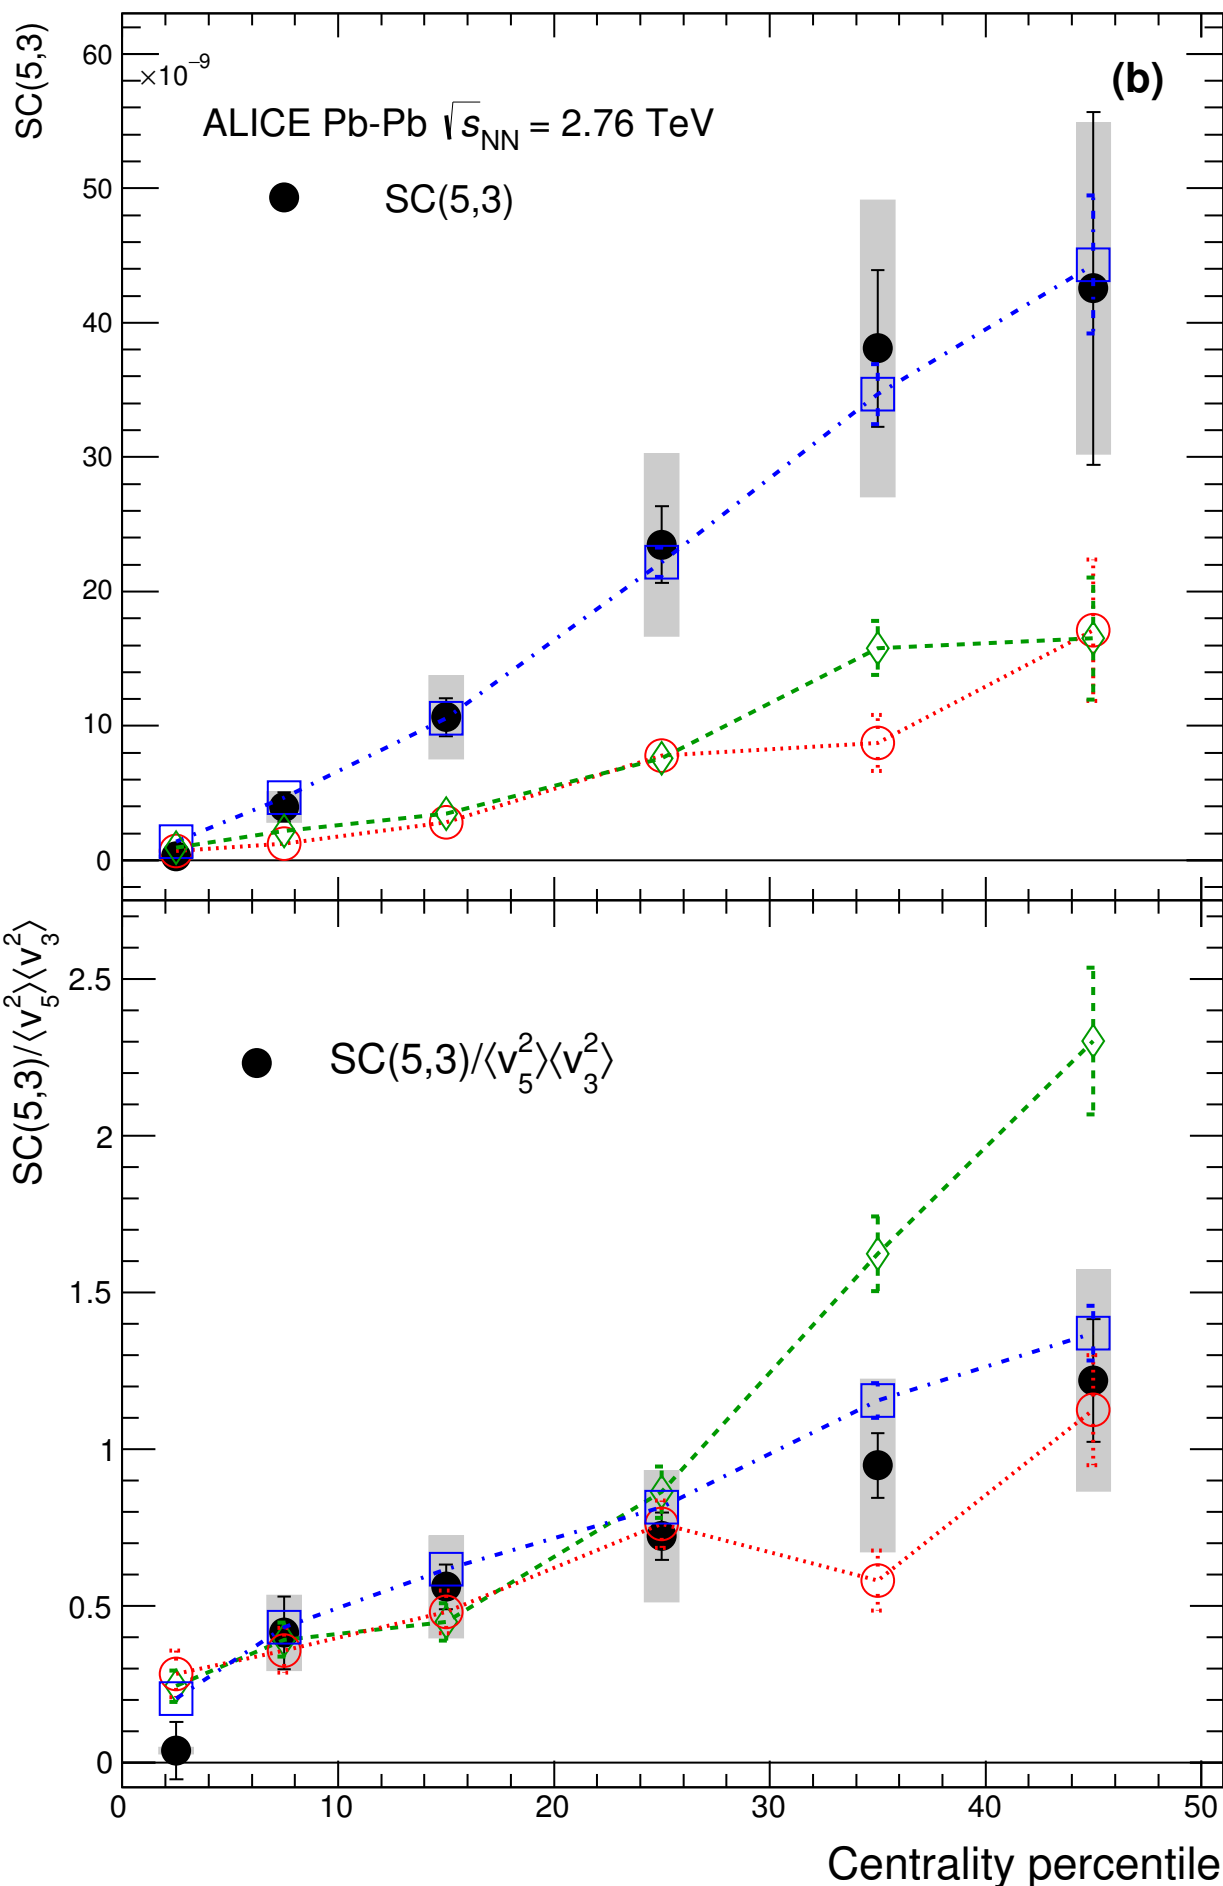 SC(5,3)
60
×10⁻⁹
(b)
ALICE Pb-Pb √s_NN = 2.76 TeV
SC(5,3)
50
40
30
20
10
0
SC(5,3)/⟨v₅²⟩⟨v₃²⟩
2.5
SC(5,3)/⟨v₅²⟩⟨v₃²⟩
2
1.5
1
0.5
0
0 10 20 30 40 50
Centrality percentile